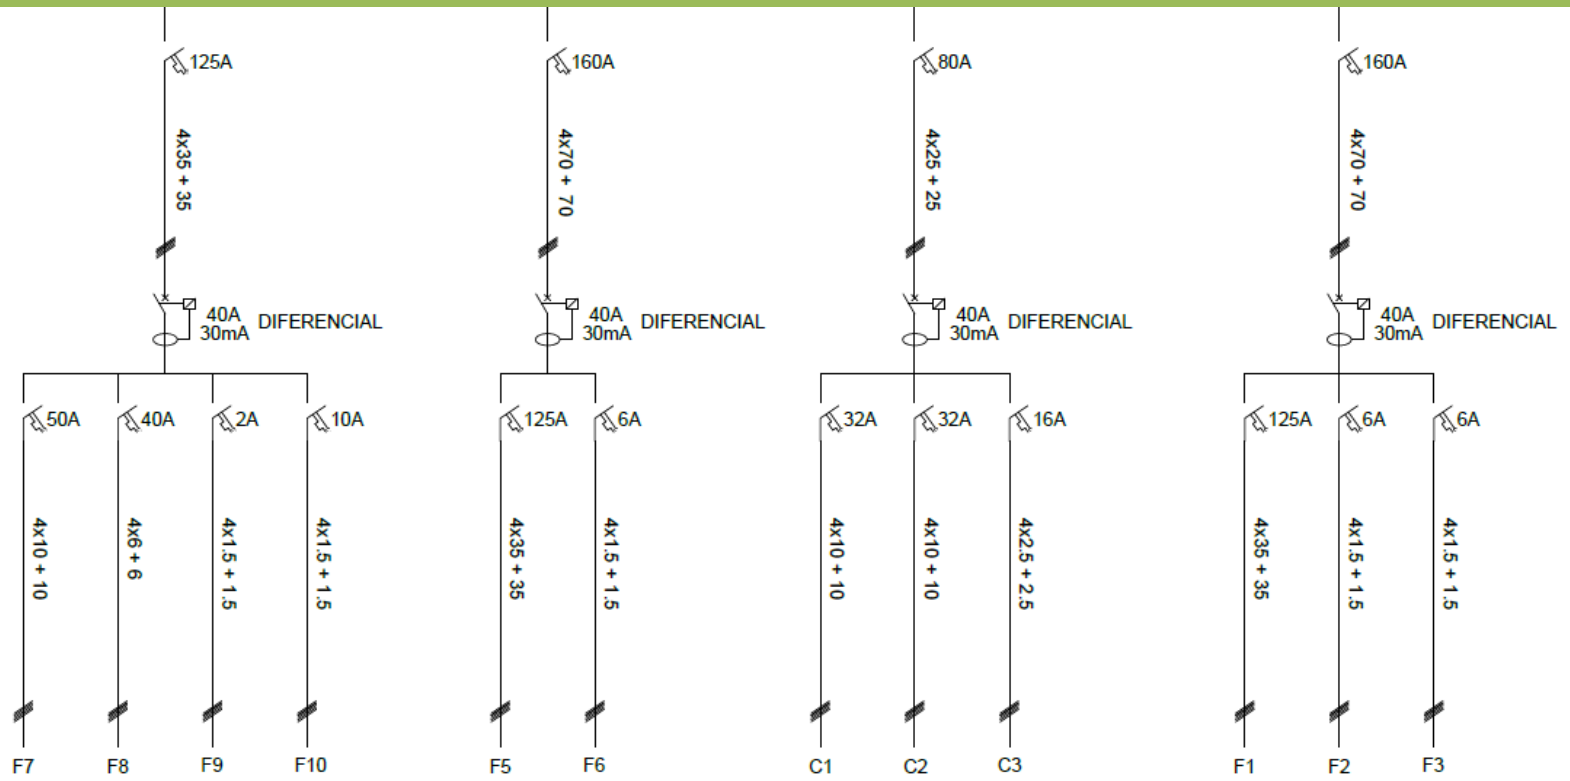 125A
160A
80A
160A
4x35 + 35
4x70 + 70
4x25 + 25
4x70 + 70
40A
30mA
DIFERENCIAL
40A
30mA
DIFERENCIAL
40A
30mA
DIFERENCIAL
40A
30mA
DIFERENCIAL
50A
40A
2A
10A
125A
6A
32A
32A
16A
125A
6A
6A
4x10 + 10
4x6 + 6
4x1.5 + 1.5
4x1.5 + 1.5
4x35 + 35
4x1.5 + 1.5
4x10 + 10
4x10 + 10
4x2.5 + 2.5
4x35 + 35
4x1.5 + 1.5
4x1.5 + 1.5
F7
F8
F9
F10
F5
F6
C1
C2
C3
F1
F2
F3